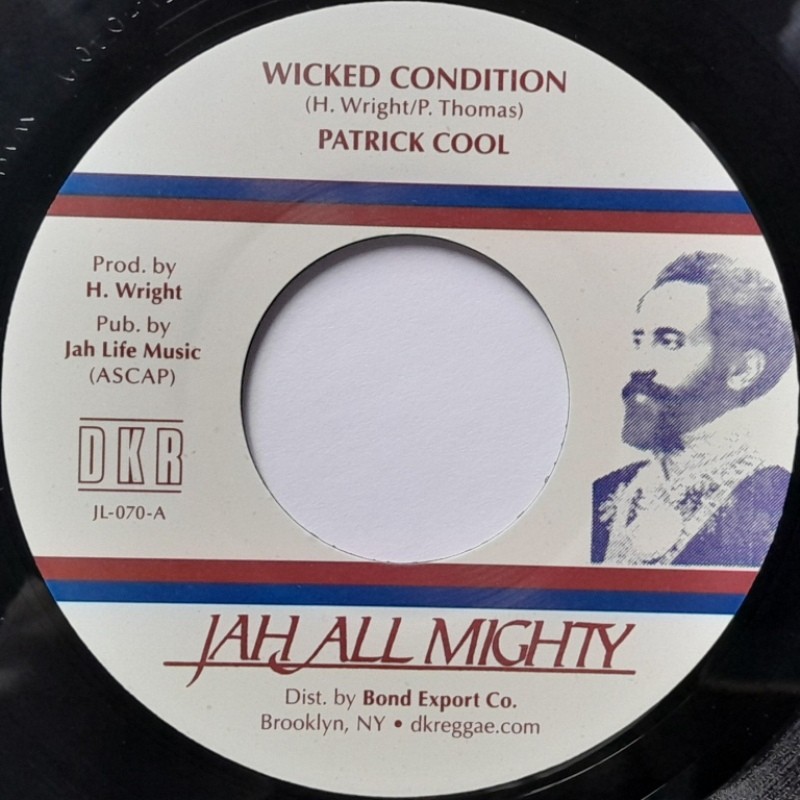 WICKED CONDITION
(H. Wright/P. Thomas)
PATRICK COOL
Prod. by
H. Wright
Pub. by
Jah Life Music
(ASCAP)
DKR
JL-070-A
JAH ALL MIGHTY
Dist. by Bond Export Co.
Brooklyn, NY • dkreggae.com